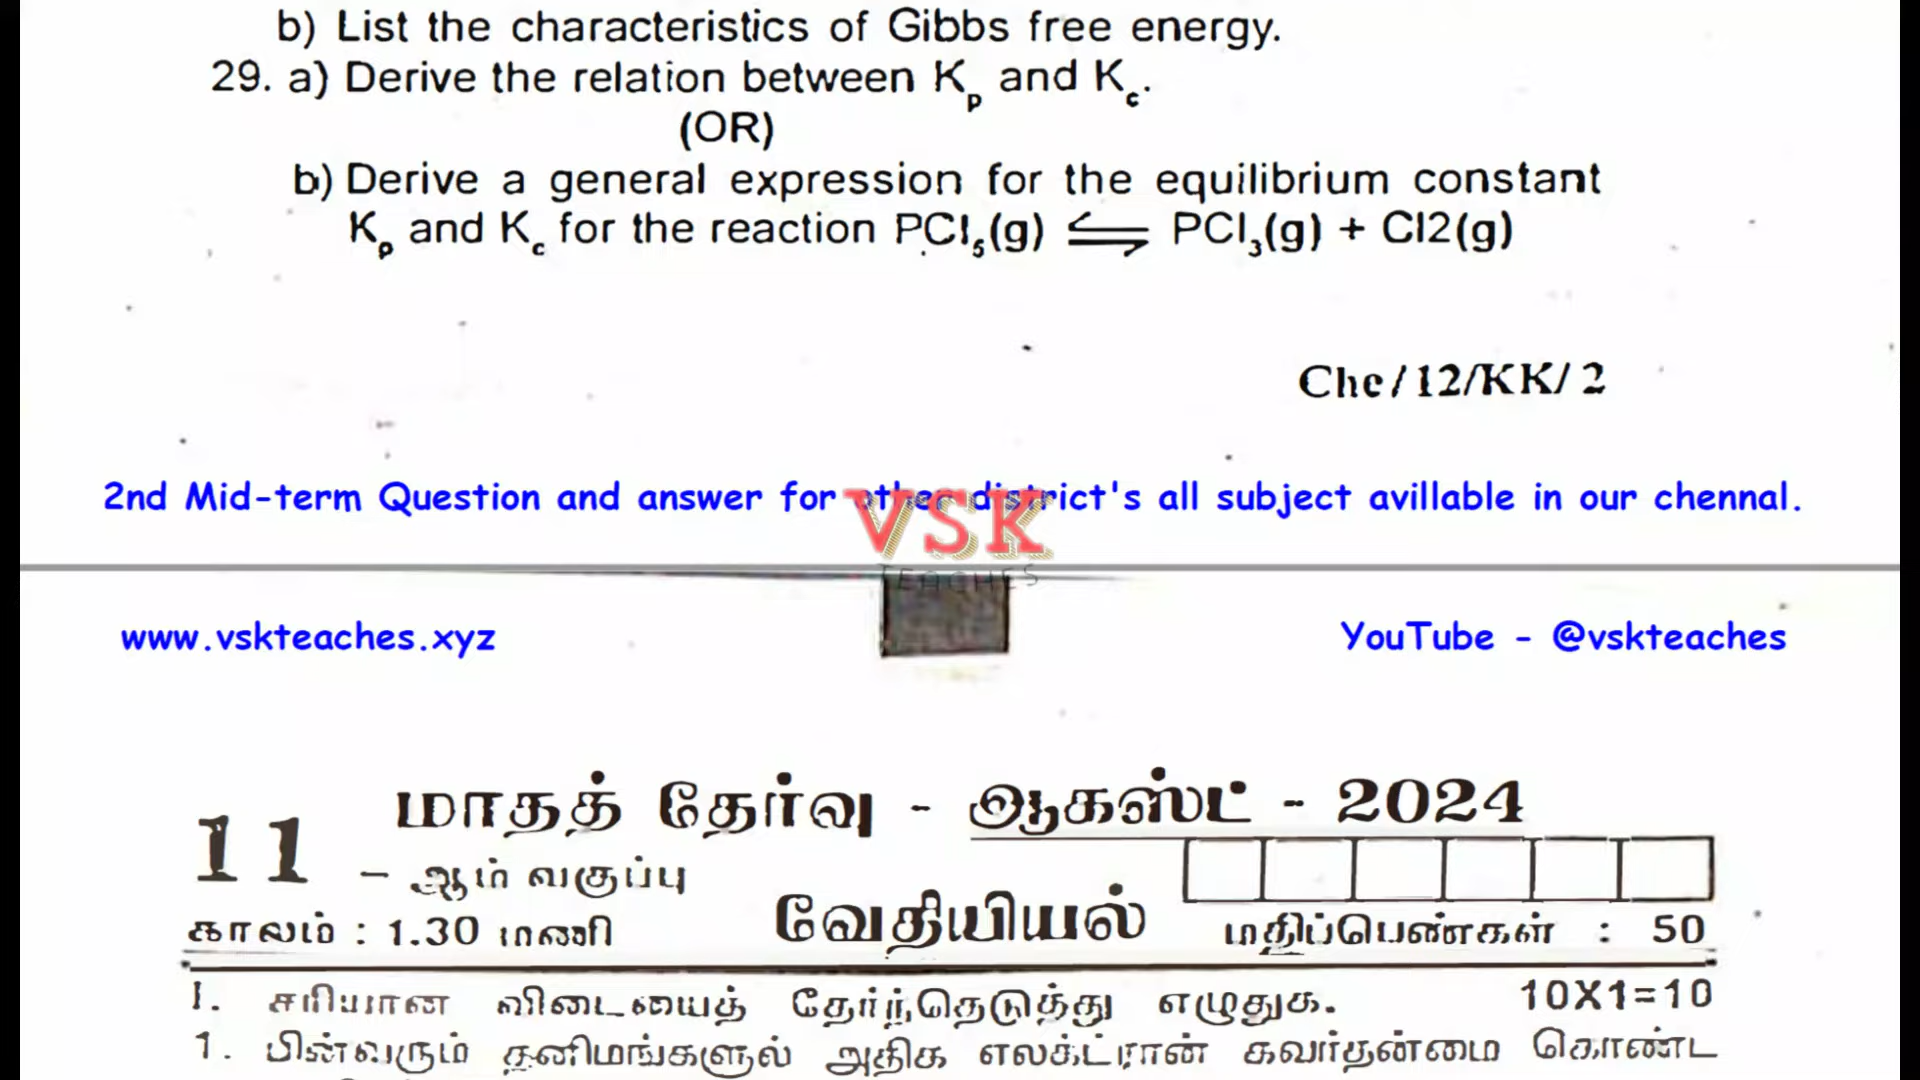 b) List the characteristics of Gibbs free energy.
29. a) Derive the relation between Kₚ and K꜀.
(OR)
b) Derive a general expression for the equilibrium constant
Kₚ and K꜀ for the reaction PCl₅(g) ⇌ PCl₃(g) + Cl2(g)
Che/12/KK/2
2nd Mid-term Question and answer for other district's all subject avillable in our chennal.
VSK
TEACHES
www.vskteaches.xyz
YouTube - @vskteaches
மாதத் தேர்வு - ஆகஸ்ட் - 2024
11 – ஆம் வகுப்பு
காலம் : 1.30 மணி வேதியியல் மதிப்பெண்கள் : 50
I. சரியான விடையைத் தேர்ந்தெடுத்து எழுதுக. 10X1=10
1. பின்வரும் தனிமங்களுல் அதிக எலக்ட்ரான் கவர்தன்மை கொண்ட